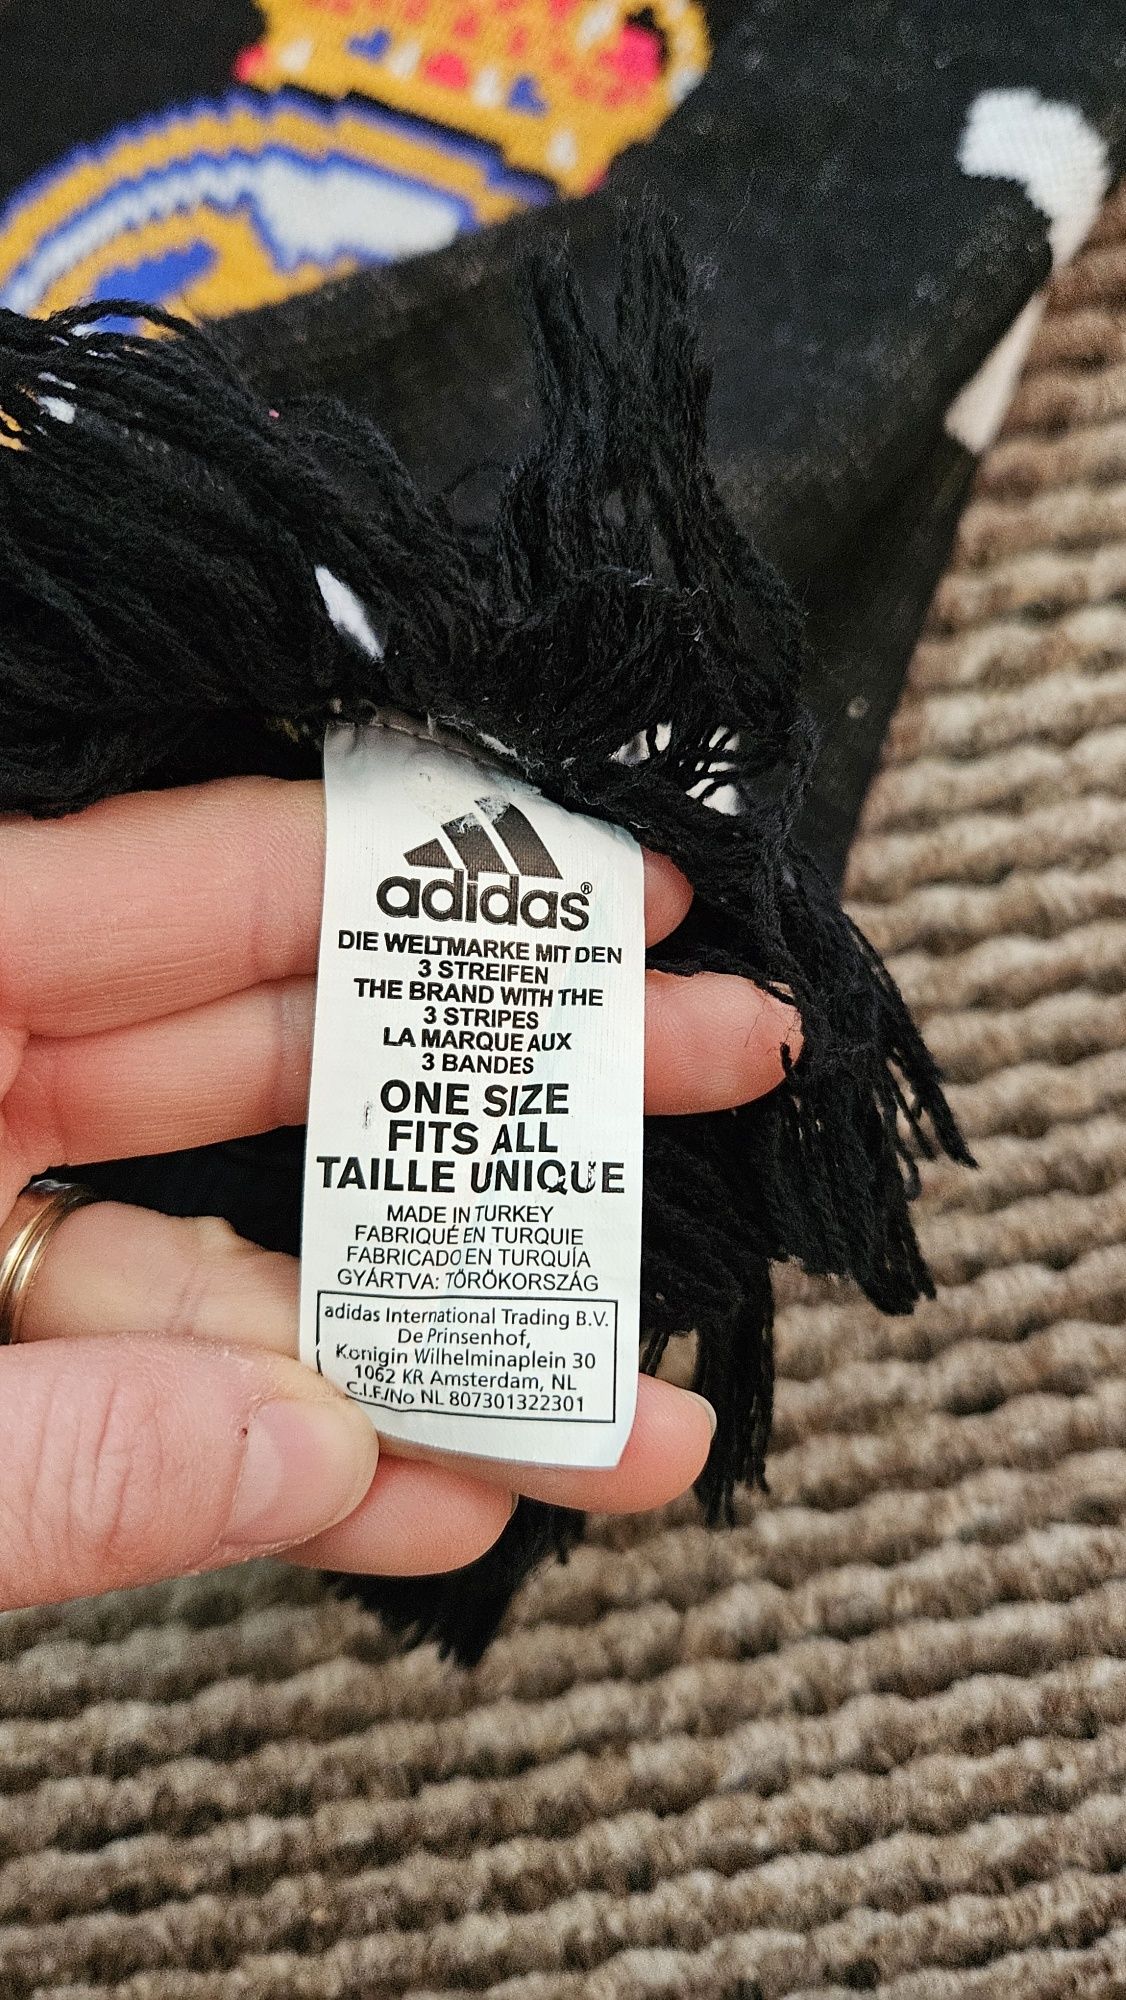 adidas®
DIE WELTMARKE MIT DEN
3 STREIFEN
THE BRAND WITH THE
3 STRIPES
LA MARQUE AUX
3 BANDES
ONE SIZE
FITS ALL
TAILLE UNIQUE
MADE IN TURKEY
FABRIQUÉ EN TURQUIE
FABRICADO EN TURQUÍA
GYÁRTVA: TÖRÖKORSZÁG
adidas International Trading B.V.
De Prinsenhof,
Konigin Wilhelminaplein 30
1062 KR Amsterdam, NL
C.I.F./No NL 807301322301